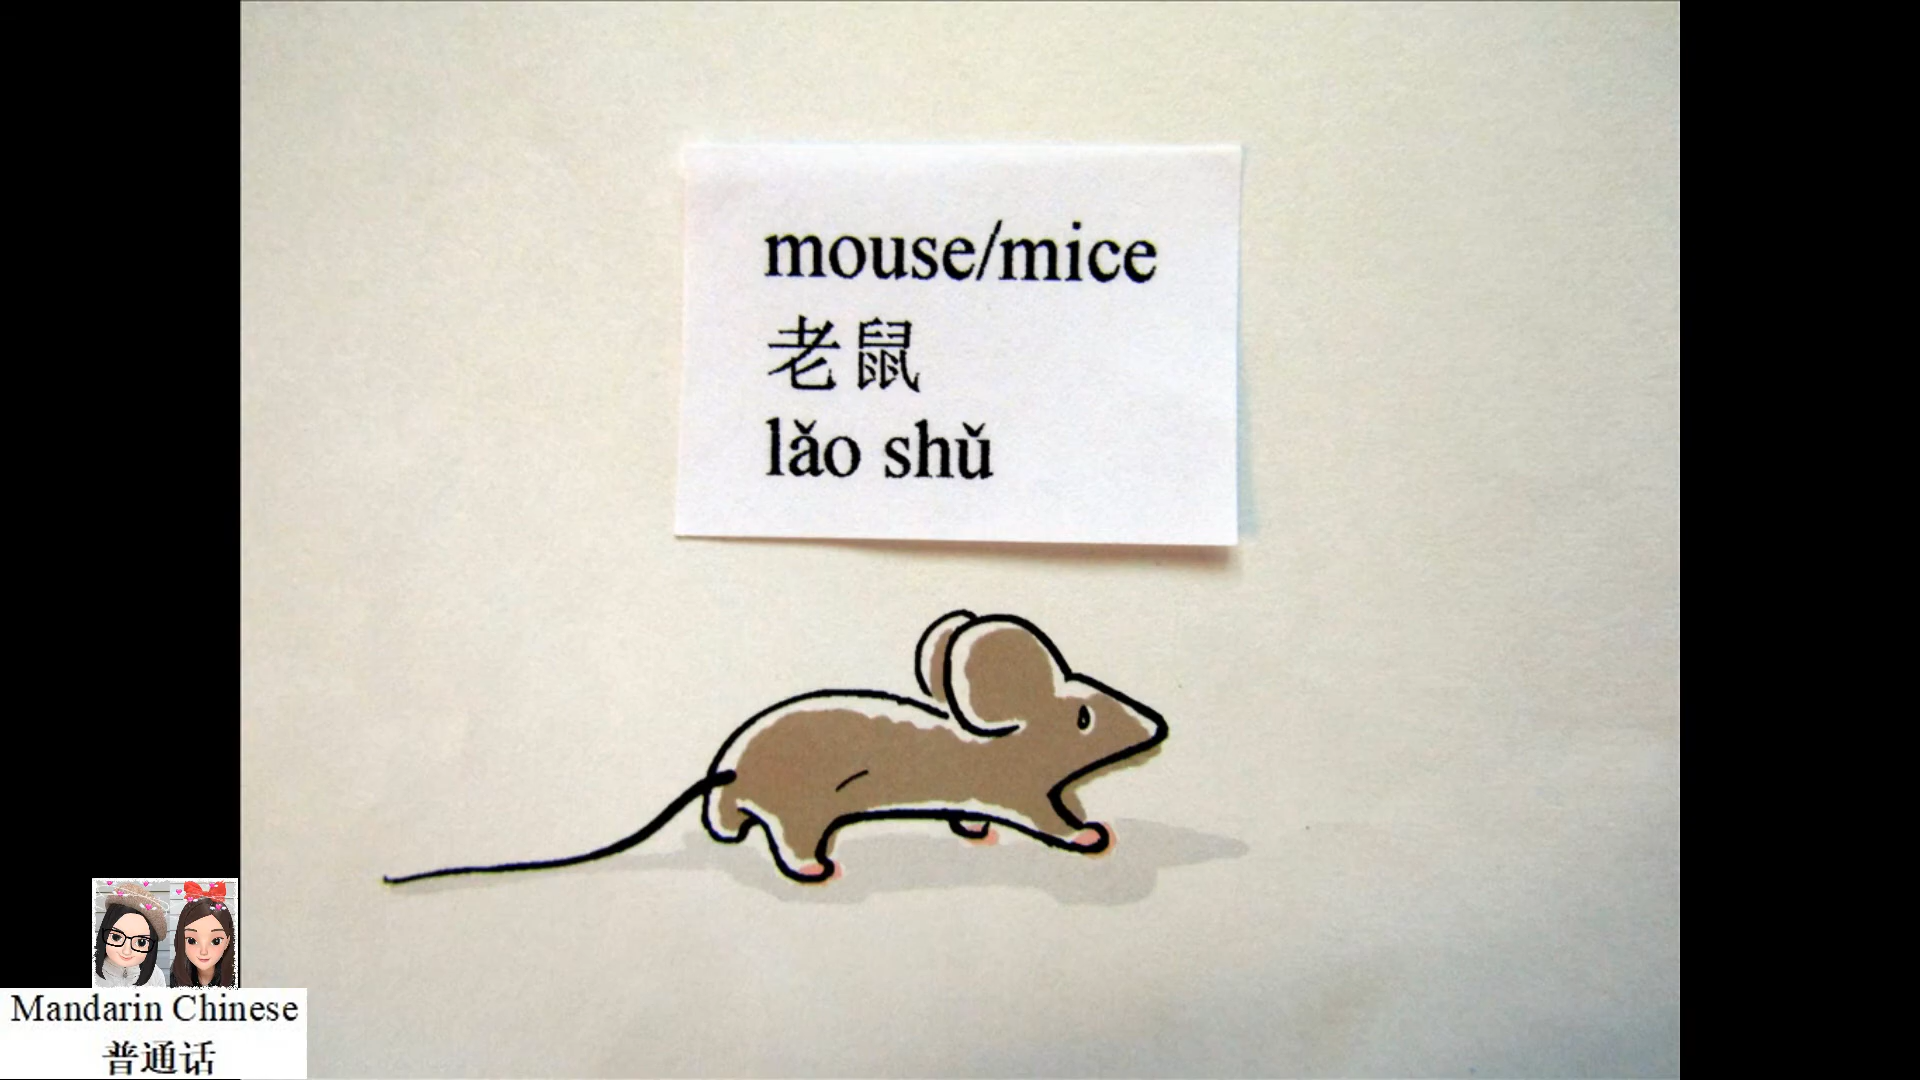 mouse/mice
老鼠
lǎo shǔ
Mandarin Chinese
普通话